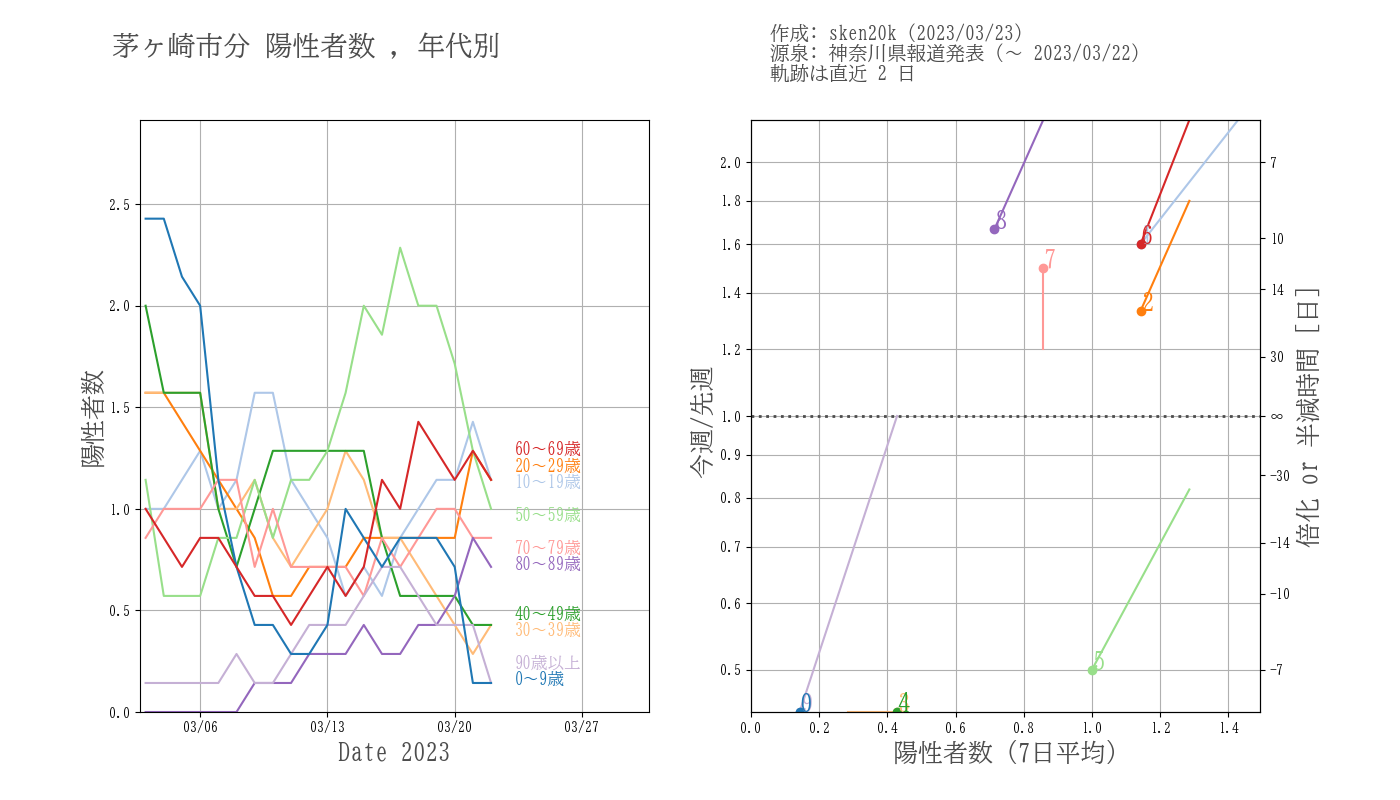 茅ヶ崎市分 陽性者数 , 年代別
作成: sken20k (2023/03/23)
源泉: 神奈川県報道発表 (～ 2023/03/22)
軌跡は直近 2 日
陽性者数
2.5
2.0
1.5
1.0
0.5
0.0
60～69歳
20～29歳
10～19歳
50～59歳
70～79歳
80～89歳
40～49歳
30～39歳
90歳以上
0～9歳
03/06
03/13
03/20
03/27
Date 2023
今週/先週
2.0
1.8
1.6
1.4
1.2
1.0
0.9
0.8
0.7
0.6
0.5
8
6
7
2
5
0
4
7
10
14
30
∞
−30
−14
−10
−7
倍化 or 半減時間 [日]
0.0
0.2
0.4
0.6
0.8
1.0
1.2
1.4
陽性者数 (7日平均)